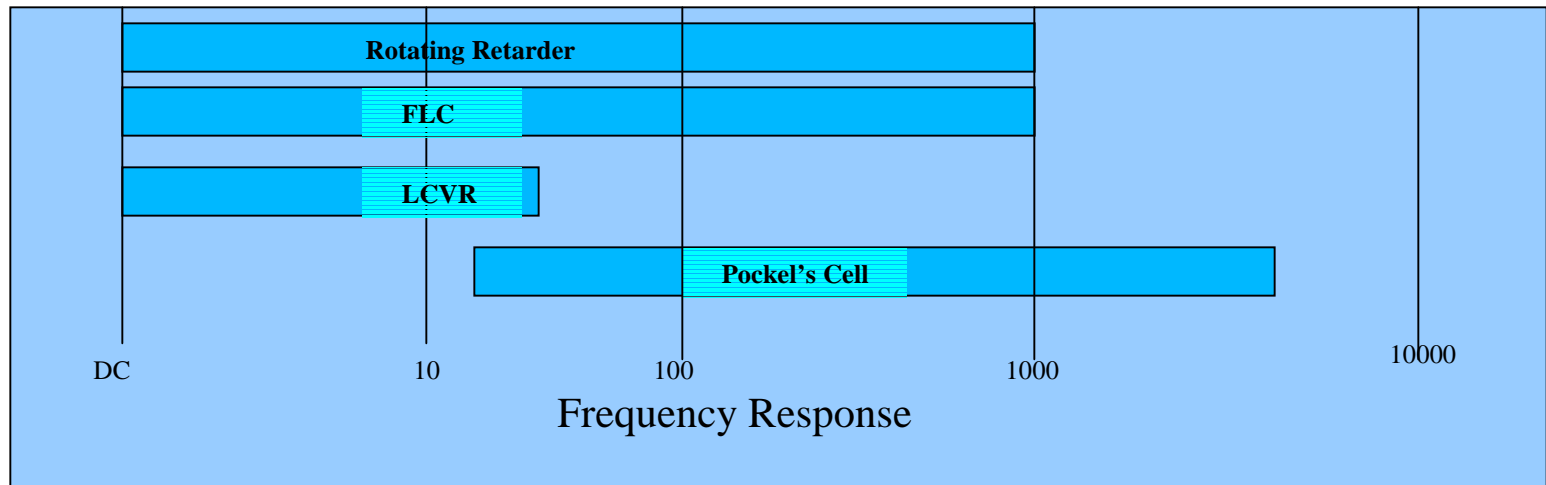 Rotating Retarder
FLC
LCVR
Pockel's Cell
DC 10 100 1000 10000
Frequency Response